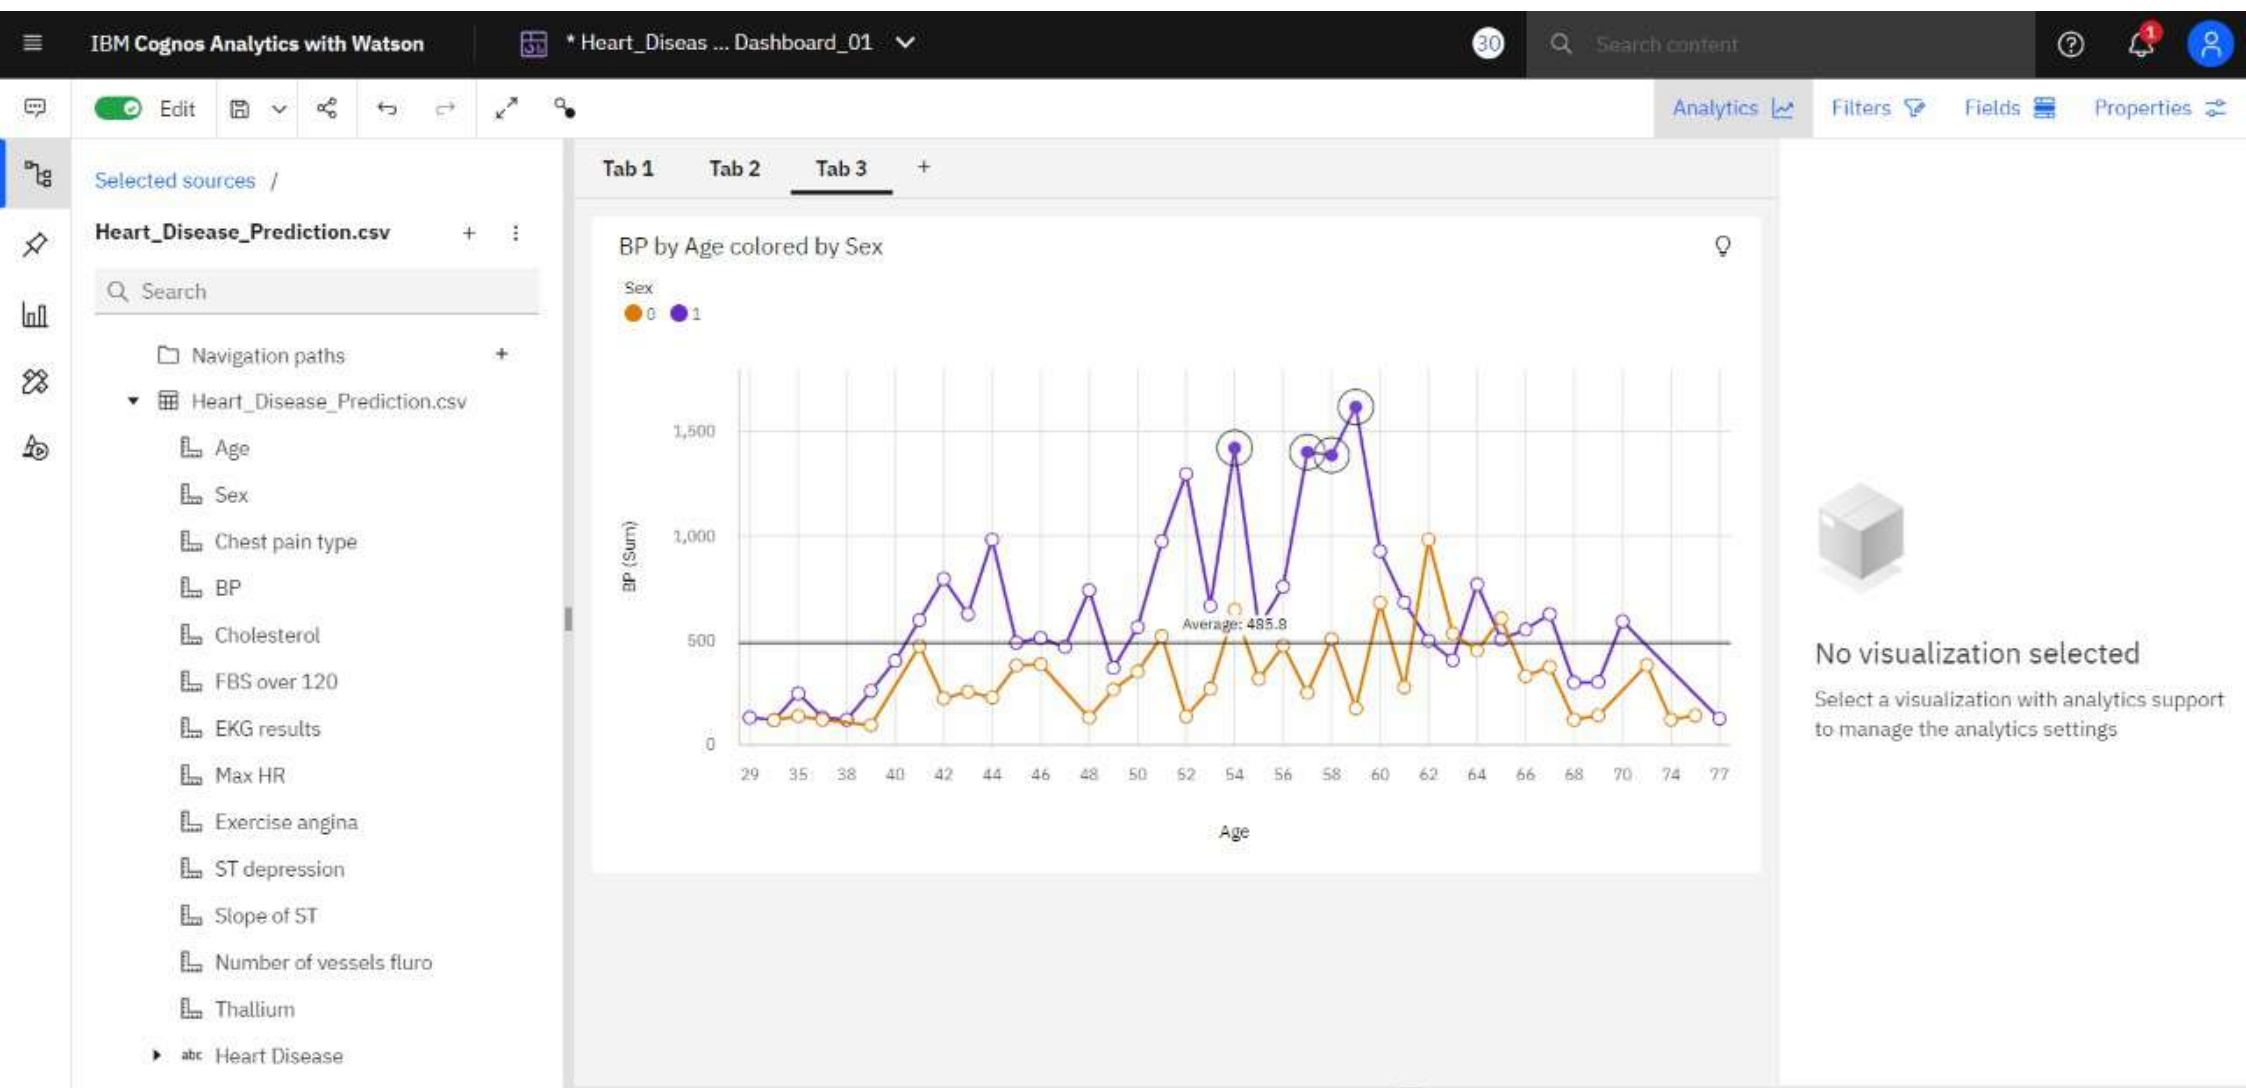 IBM Cognos Analytics with Watson
* Heart_Diseas ... Dashboard_01
30
Search content
1
Edit
Analytics
Filters
Fields
Properties
Selected sources /
Heart_Disease_Prediction.csv
Search
Navigation paths
Heart_Disease_Prediction.csv
Age
Sex
Chest pain type
BP
Cholesterol
FBS over 120
EKG results
Max HR
Exercise angina
ST depression
Slope of ST
Number of vessels fluro
Thallium
abc Heart Disease
Tab 1 Tab 2 Tab 3
BP by Age colored by Sex
Sex
0 1
BP (Sum)
1,500
1,000
500
0
Average: 485.8
29 35 38 40 42 44 46 48 50 52 54 56 58 60 62 64 66 68 70 74 77
Age
No visualization selected
Select a visualization with analytics support
to manage the analytics settings